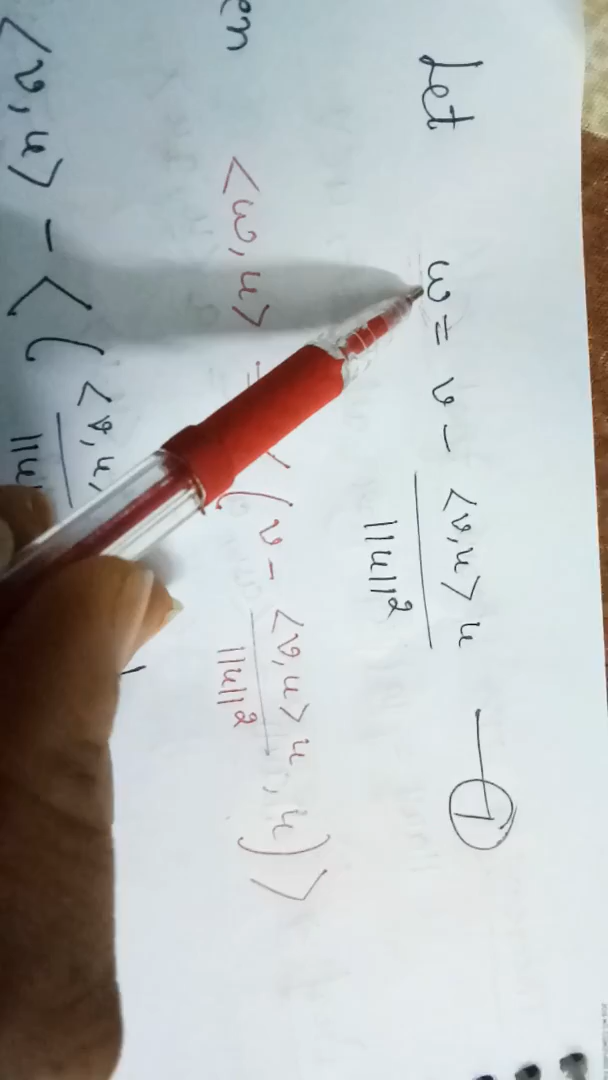 Let w = v - <v,u> u / ||u||² — ①
en <w,u> = (v - <v,u> u / ||u||² , u) >
<v,u> - < ( <v,u